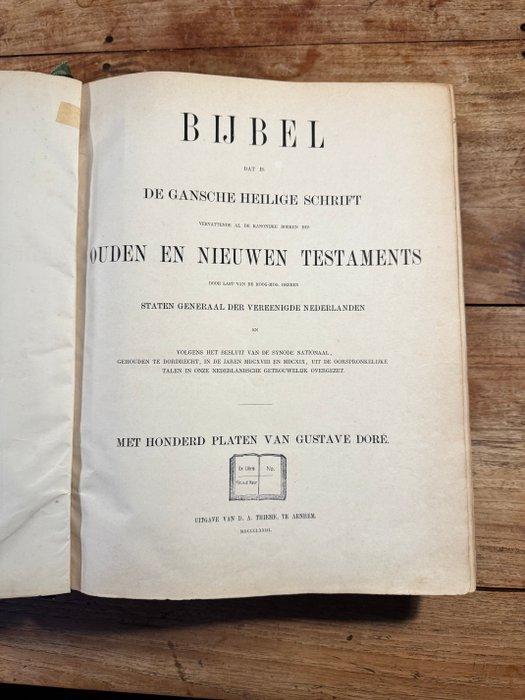 BIJBEL
DAT IS
DE GANSCHE HEILIGE SCHRIFT
VERVATTENDE AL DE KANONIJKE BOEKEN DES
OUDEN EN NIEUWEN TESTAMENTS
DOOR LAST VAN DE HOOG-MOG. HEEREN
STATEN GENERAAL DER VEREENIGDE NEDERLANDEN
EN
VOLGENS HET BESLUIT VAN DE SYNODE NATIONAAL,
GEHOUDEN TE DORDRECHT, IN DE JAREN MDCXVIII EN MDCXIX, UIT DE OORSPRONKELIJKE
TALEN IN ONZE NEDERLANDSCHE GETROUWELIJK OVERGEZET.
MET HONDERD PLATEN VAN GUSTAVE DORÉ.
No.
UITGAVE VAN D. A. THIEME, TE ARNHEM.